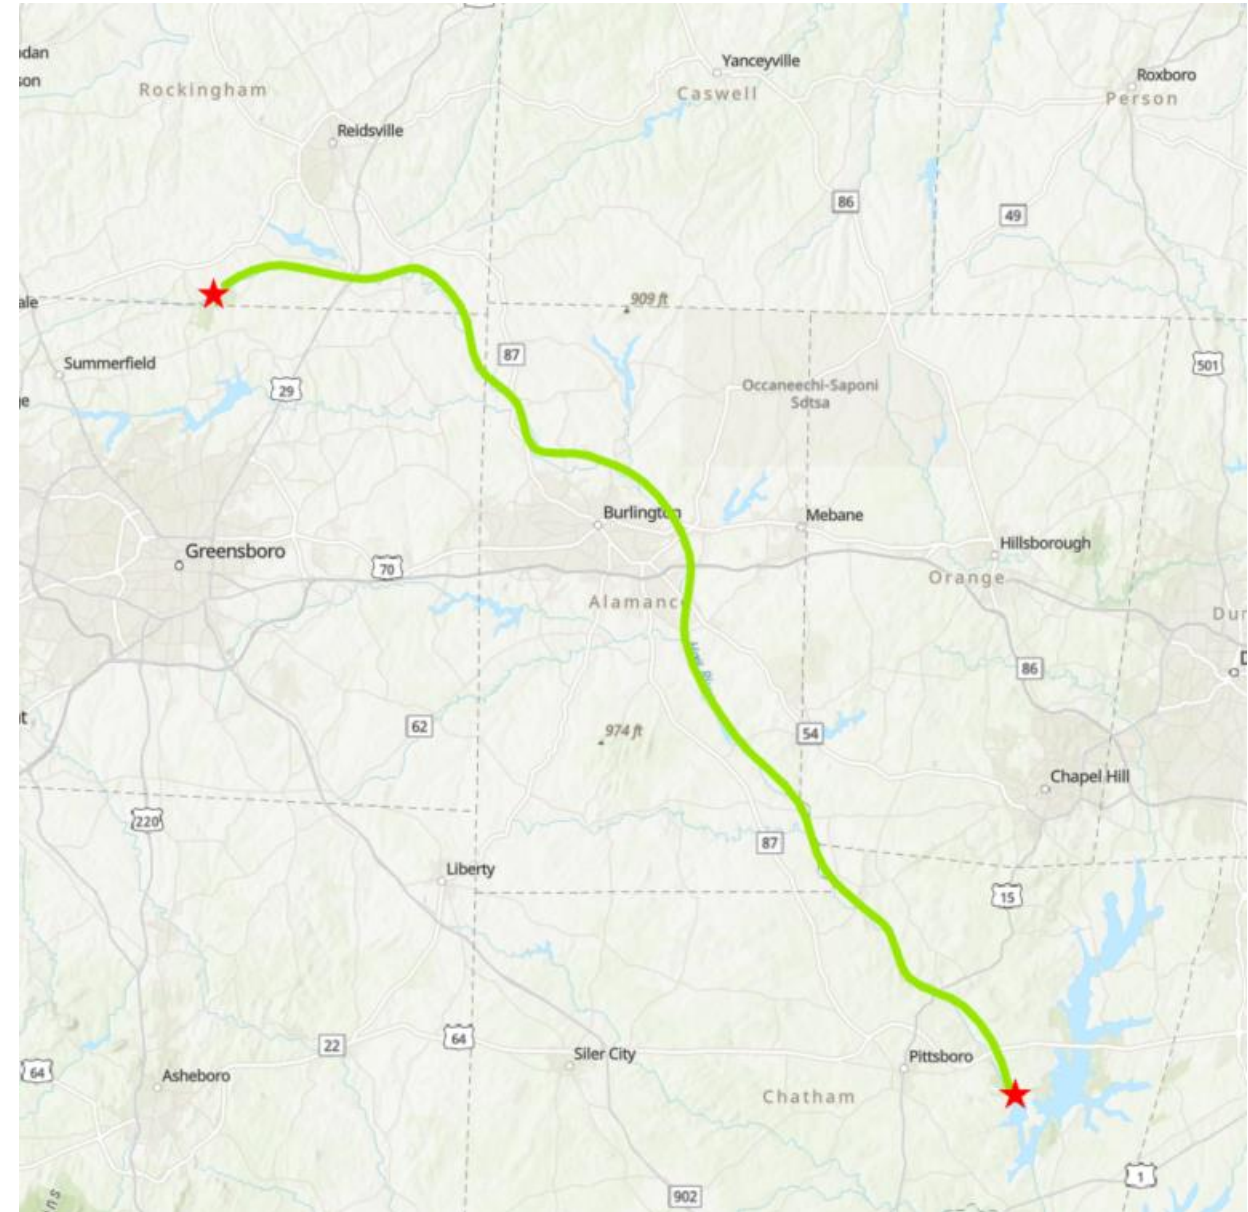 Yanceyville
Roxboro
Rockingham
Caswell
Person
Reidsville
86
49
909 ft
Summerfield
87
501
29
Occaneechi-Saponi
Sdtsa
Burlington
Mebane
Hillsborough
Greensboro
70
Orange
Alamance
86
62
974 ft
54
Chapel Hill
220
87
Liberty
15
22
64
Siler City
Pittsboro
64
Asheboro
Chatham
1
902